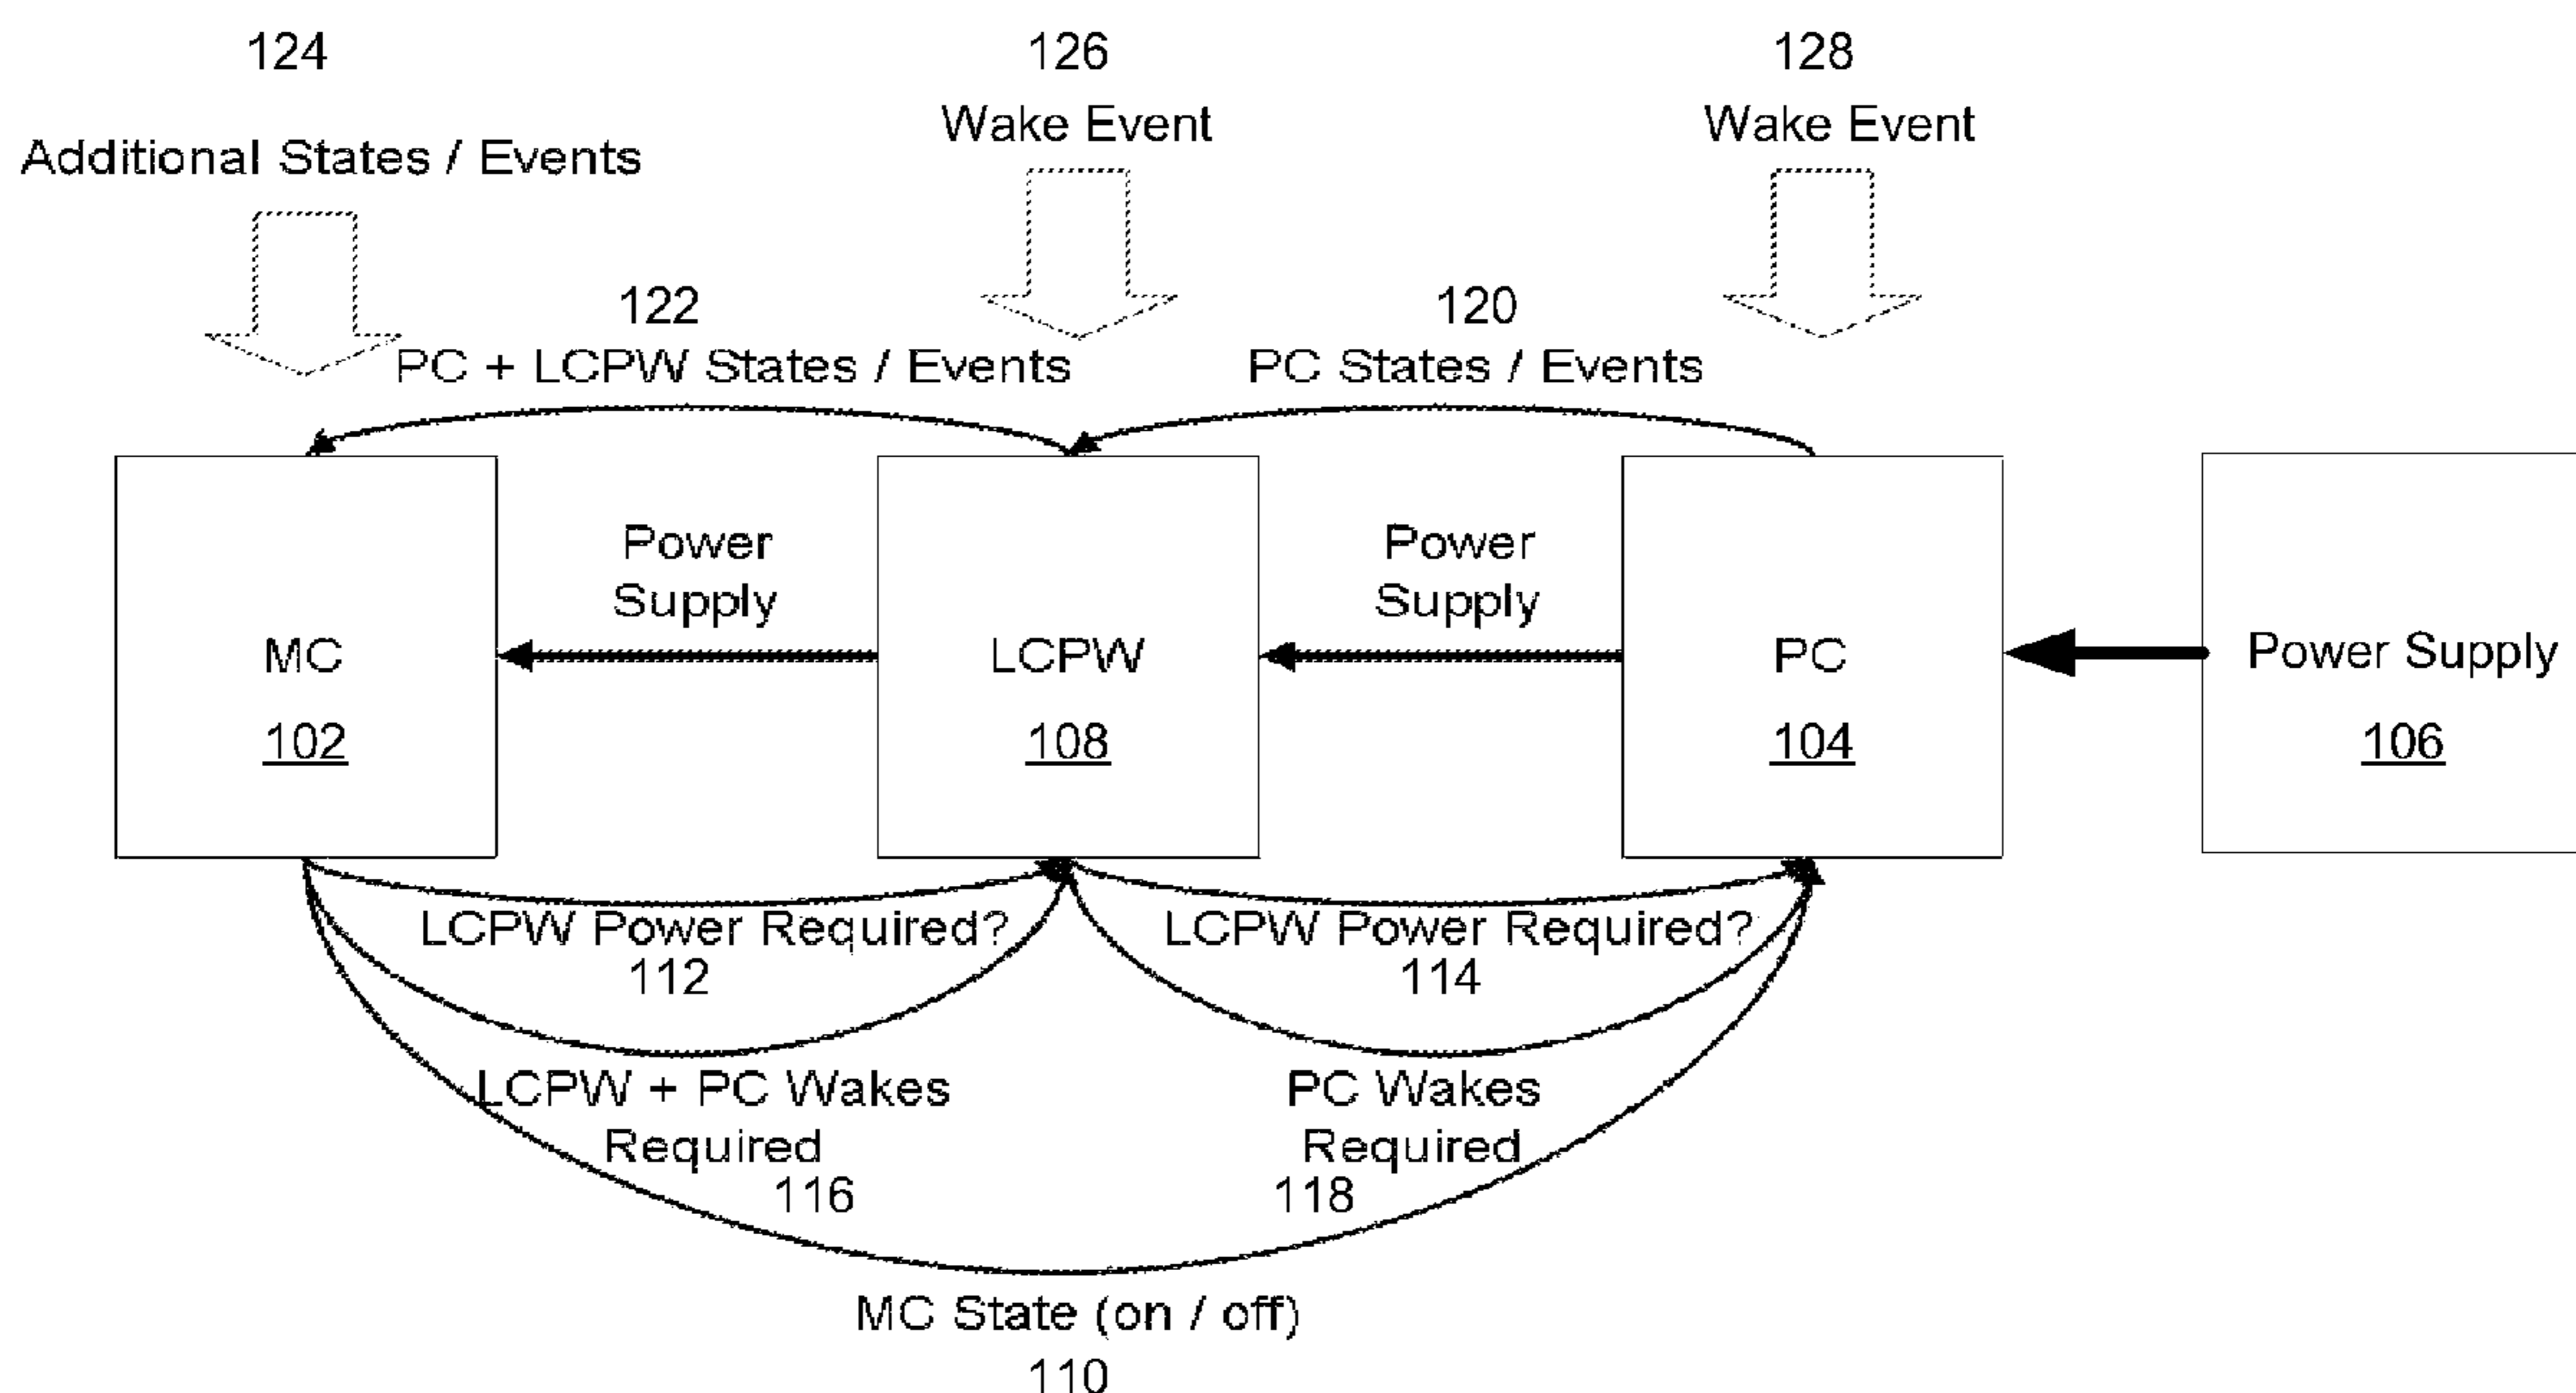 124
Additional States / Events
126
Wake Event
128
Wake Event
122
PC + LCPW States / Events
120
PC States / Events
Power
Supply
Power
Supply
MC
102
LCPW
108
PC
104
Power Supply
106
LCPW Power Required?
112
LCPW Power Required?
114
LCPW + PC Wakes
Required
116
PC Wakes
Required
118
MC State (on / off)
110